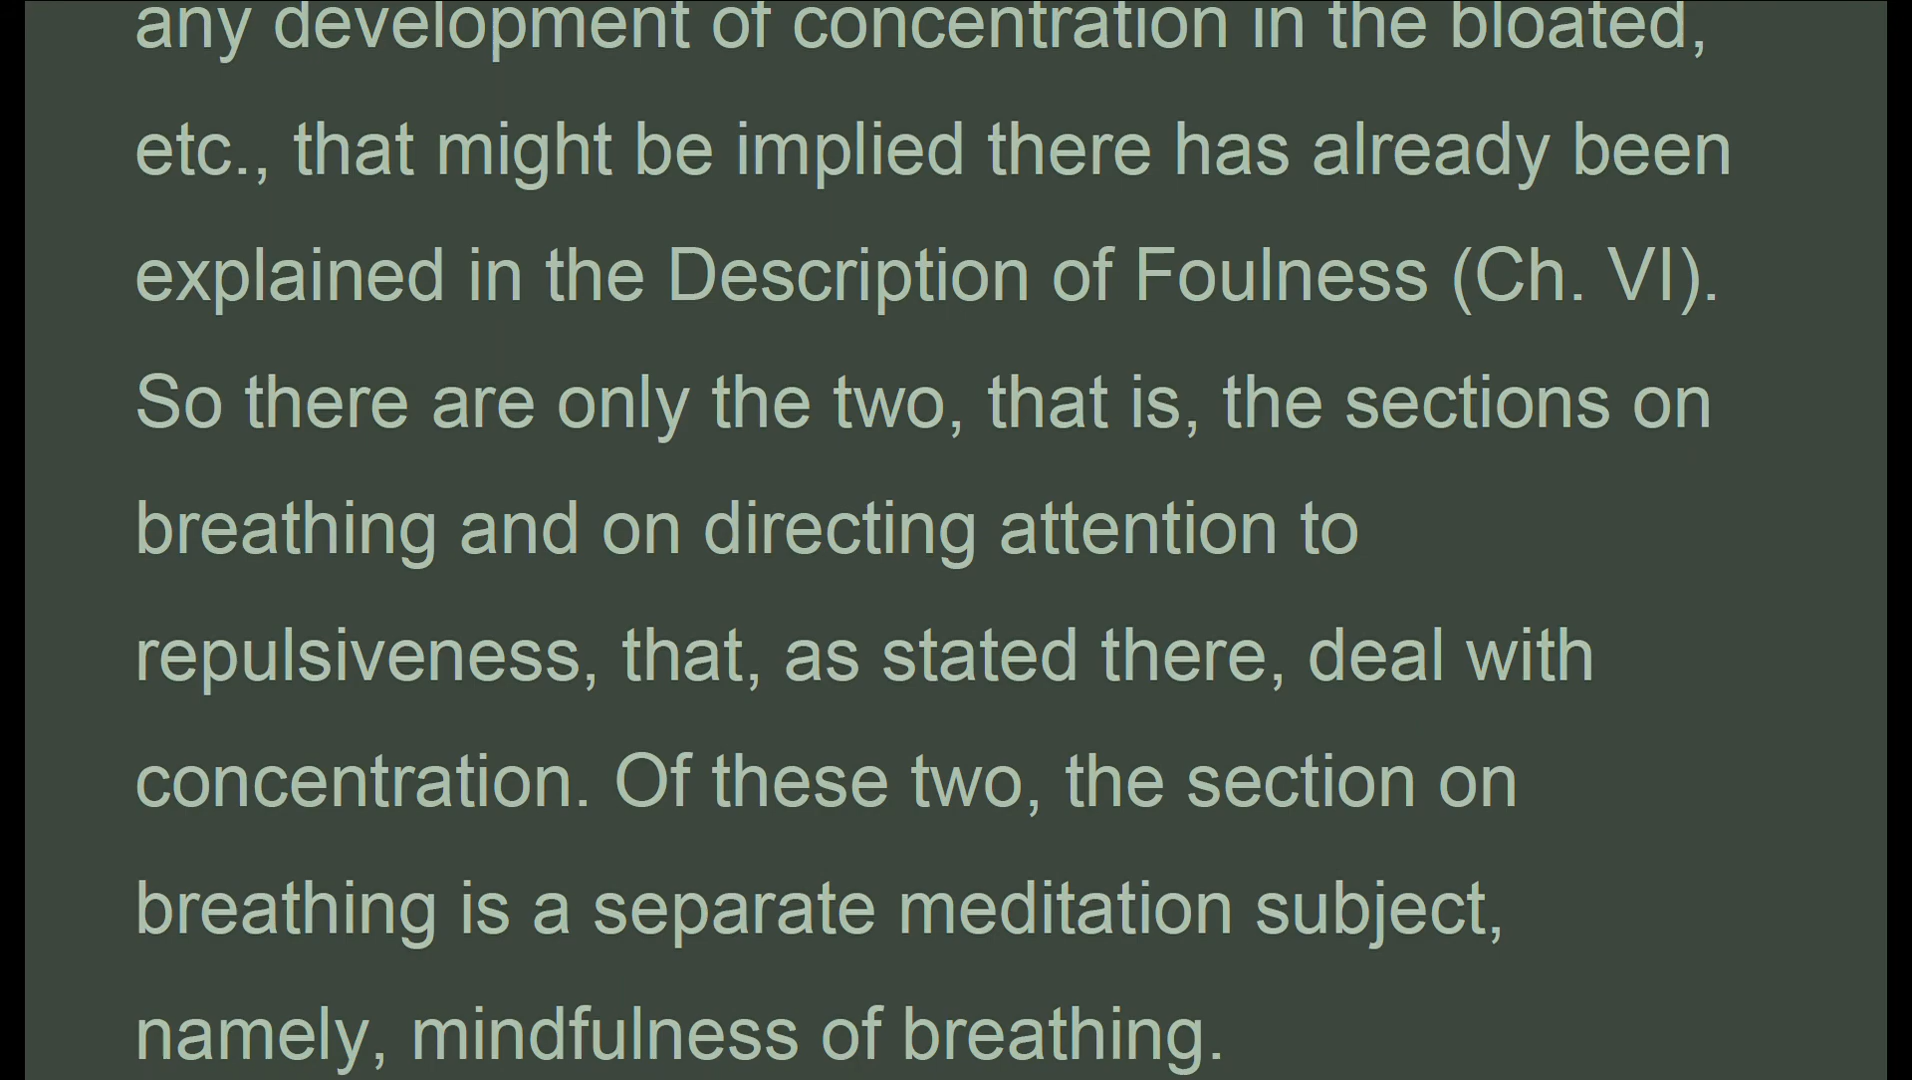 any development of concentration in the bloated,
etc., that might be implied there has already been
explained in the Description of Foulness (Ch. VI).
So there are only the two, that is, the sections on
breathing and on directing attention to
repulsiveness, that, as stated there, deal with
concentration. Of these two, the section on
breathing is a separate meditation subject,
namely, mindfulness of breathing.